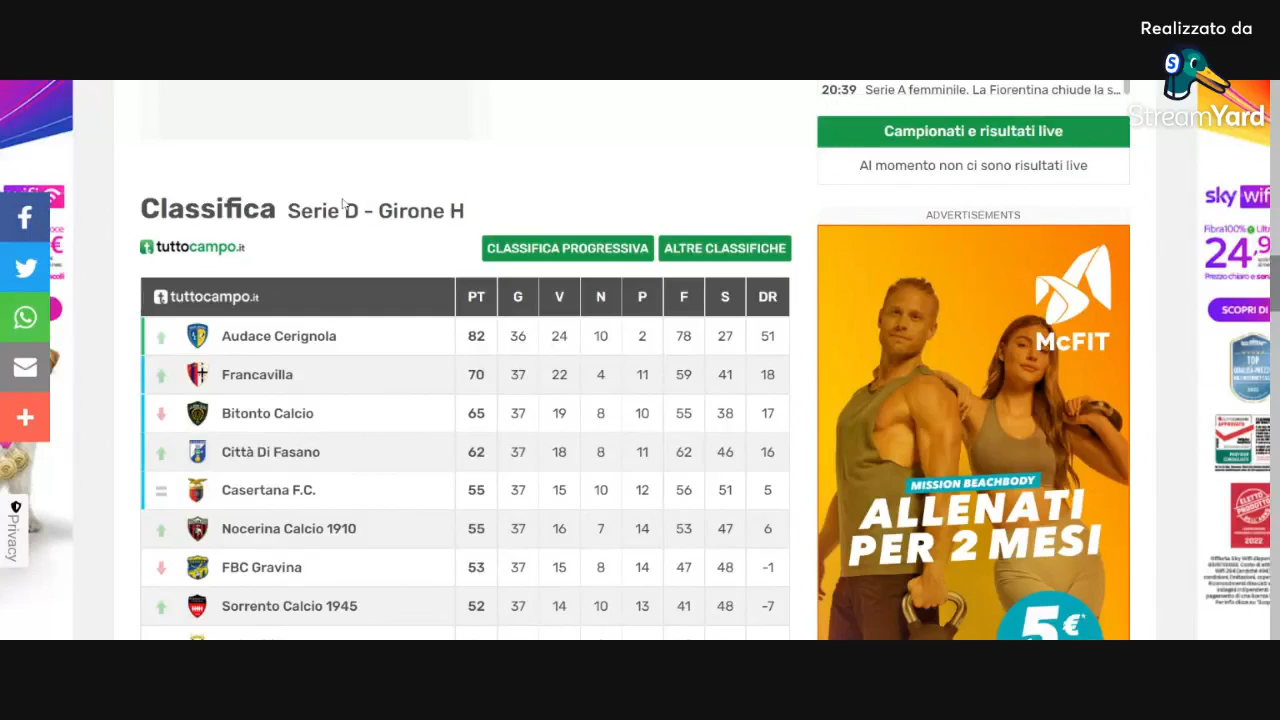 Realizzato da
StreamYard
20:39 Serie A femminile. La Fiorentina chiude la s...
Campionati e risultati live
Al momento non ci sono risultati live
ADVERTISEMENTS
Classifica Serie D - Girone H
tuttocampo.it
CLASSIFICA PROGRESSIVA ALTRE CLASSIFICHE
tuttocampo.it PT G V N P F S DR
Audace Cerignola 82 36 24 10 2 78 27 51
Francavilla 70 37 22 4 11 59 41 18
Bitonto Calcio 65 37 19 8 10 55 38 17
Città Di Fasano 62 37 18 8 11 62 46 16
Casertana F.C. 55 37 15 10 12 56 51 5
Nocerina Calcio 1910 55 37 16 7 14 53 47 6
FBC Gravina 53 37 15 8 14 47 48 -1
Sorrento Calcio 1945 52 37 14 10 13 41 48 -7
McFIT
MISSION BEACHBODY
ALLENATI
PER 2 MESI
5€*
sky wifi
Fibra100%
24,9
SCOPRI DI
TOP
2022
Privacy